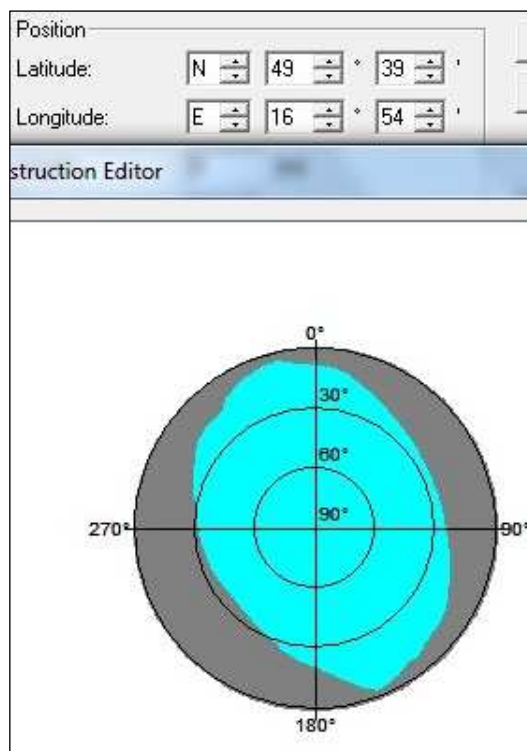 Position
Latitude: N 49 ° 39 '
Longitude: E 16 ° 54 '
struction Editor
0°
30°
60°
90°
270° 90°
180°